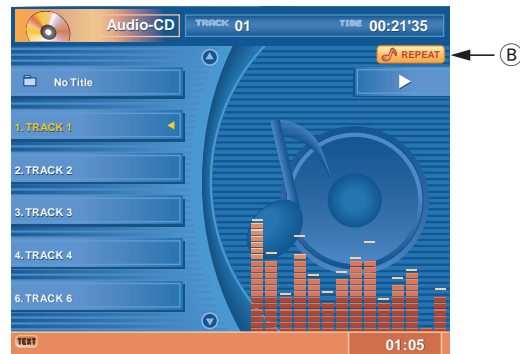 Audio-CD TRACK 01 TIME 00:21'35
REPEAT B
No Title
1. TRACK 1
2. TRACK 2
3. TRACK 3
4. TRACK 4
6. TRACK 6
TEXT 01:05